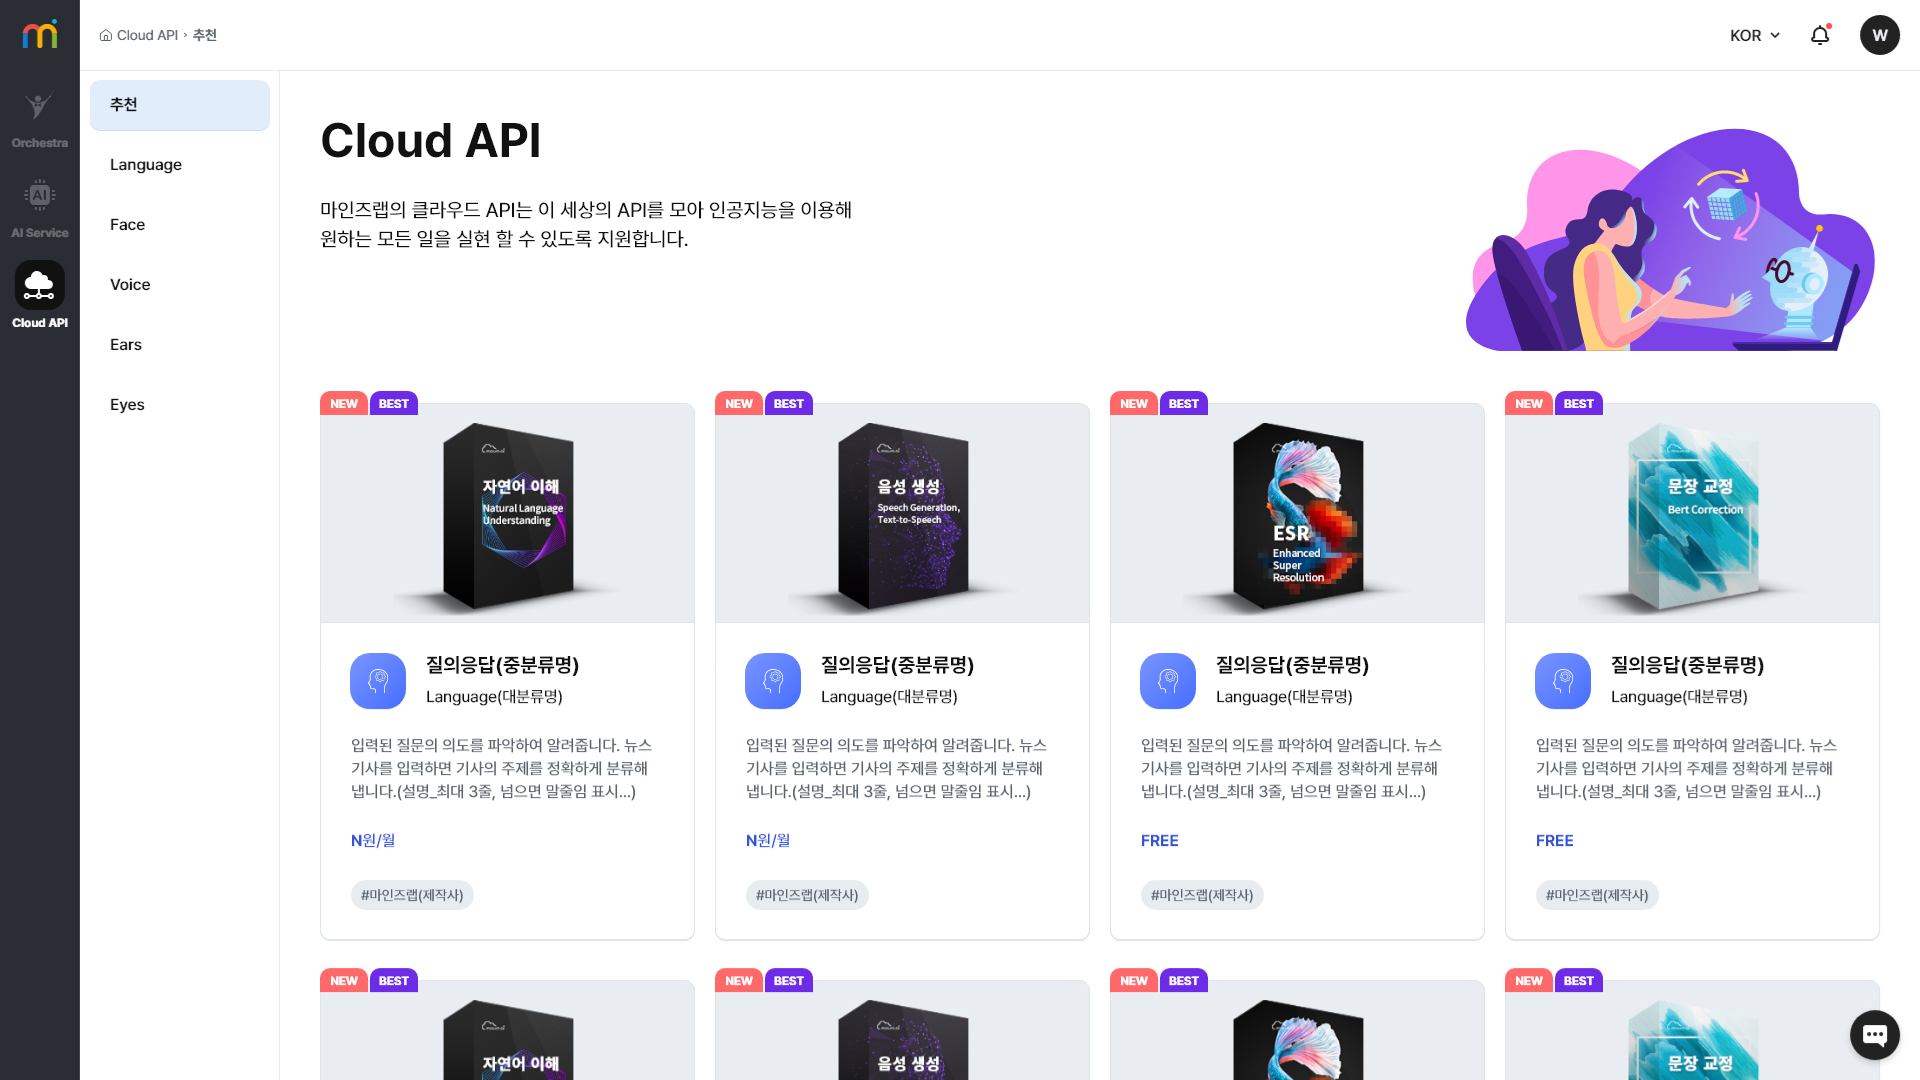 Cloud API › 추천
KOR
W
Orchestra
AI
AI Service
Cloud API
추천
Language
Face
Voice
Ears
Eyes
Cloud API
마인즈랩의 클라우드 API는 이 세상의 API를 모아 인공지능을 이용해
원하는 모든 일을 실현 할 수 있도록 지원합니다.
NEW BEST
자연어 이해
Natural Language
Understanding
질의응답(중분류명)
Language(대분류명)
입력된 질문의 의도를 파악하여 알려줍니다. 뉴스
기사를 입력하면 기사의 주제를 정확하게 분류해
냅니다.(설명_최대 3줄, 넘으면 말줄임 표시...)
N원/월
#마인즈랩(제작사)
NEW BEST
음성 생성
Speech Generation,
Text-to-Speech
질의응답(중분류명)
Language(대분류명)
입력된 질문의 의도를 파악하여 알려줍니다. 뉴스
기사를 입력하면 기사의 주제를 정확하게 분류해
냅니다.(설명_최대 3줄, 넘으면 말줄임 표시...)
N원/월
#마인즈랩(제작사)
NEW BEST
ESR
Enhanced
Super
Resolution
질의응답(중분류명)
Language(대분류명)
입력된 질문의 의도를 파악하여 알려줍니다. 뉴스
기사를 입력하면 기사의 주제를 정확하게 분류해
냅니다.(설명_최대 3줄, 넘으면 말줄임 표시...)
FREE
#마인즈랩(제작사)
NEW BEST
문장 교정
Bert Correction
질의응답(중분류명)
Language(대분류명)
입력된 질문의 의도를 파악하여 알려줍니다. 뉴스
기사를 입력하면 기사의 주제를 정확하게 분류해
냅니다.(설명_최대 3줄, 넘으면 말줄임 표시...)
FREE
#마인즈랩(제작사)
NEW BEST
자연어 이해
NEW BEST
음성 생성
NEW BEST
NEW BEST
문장 교정